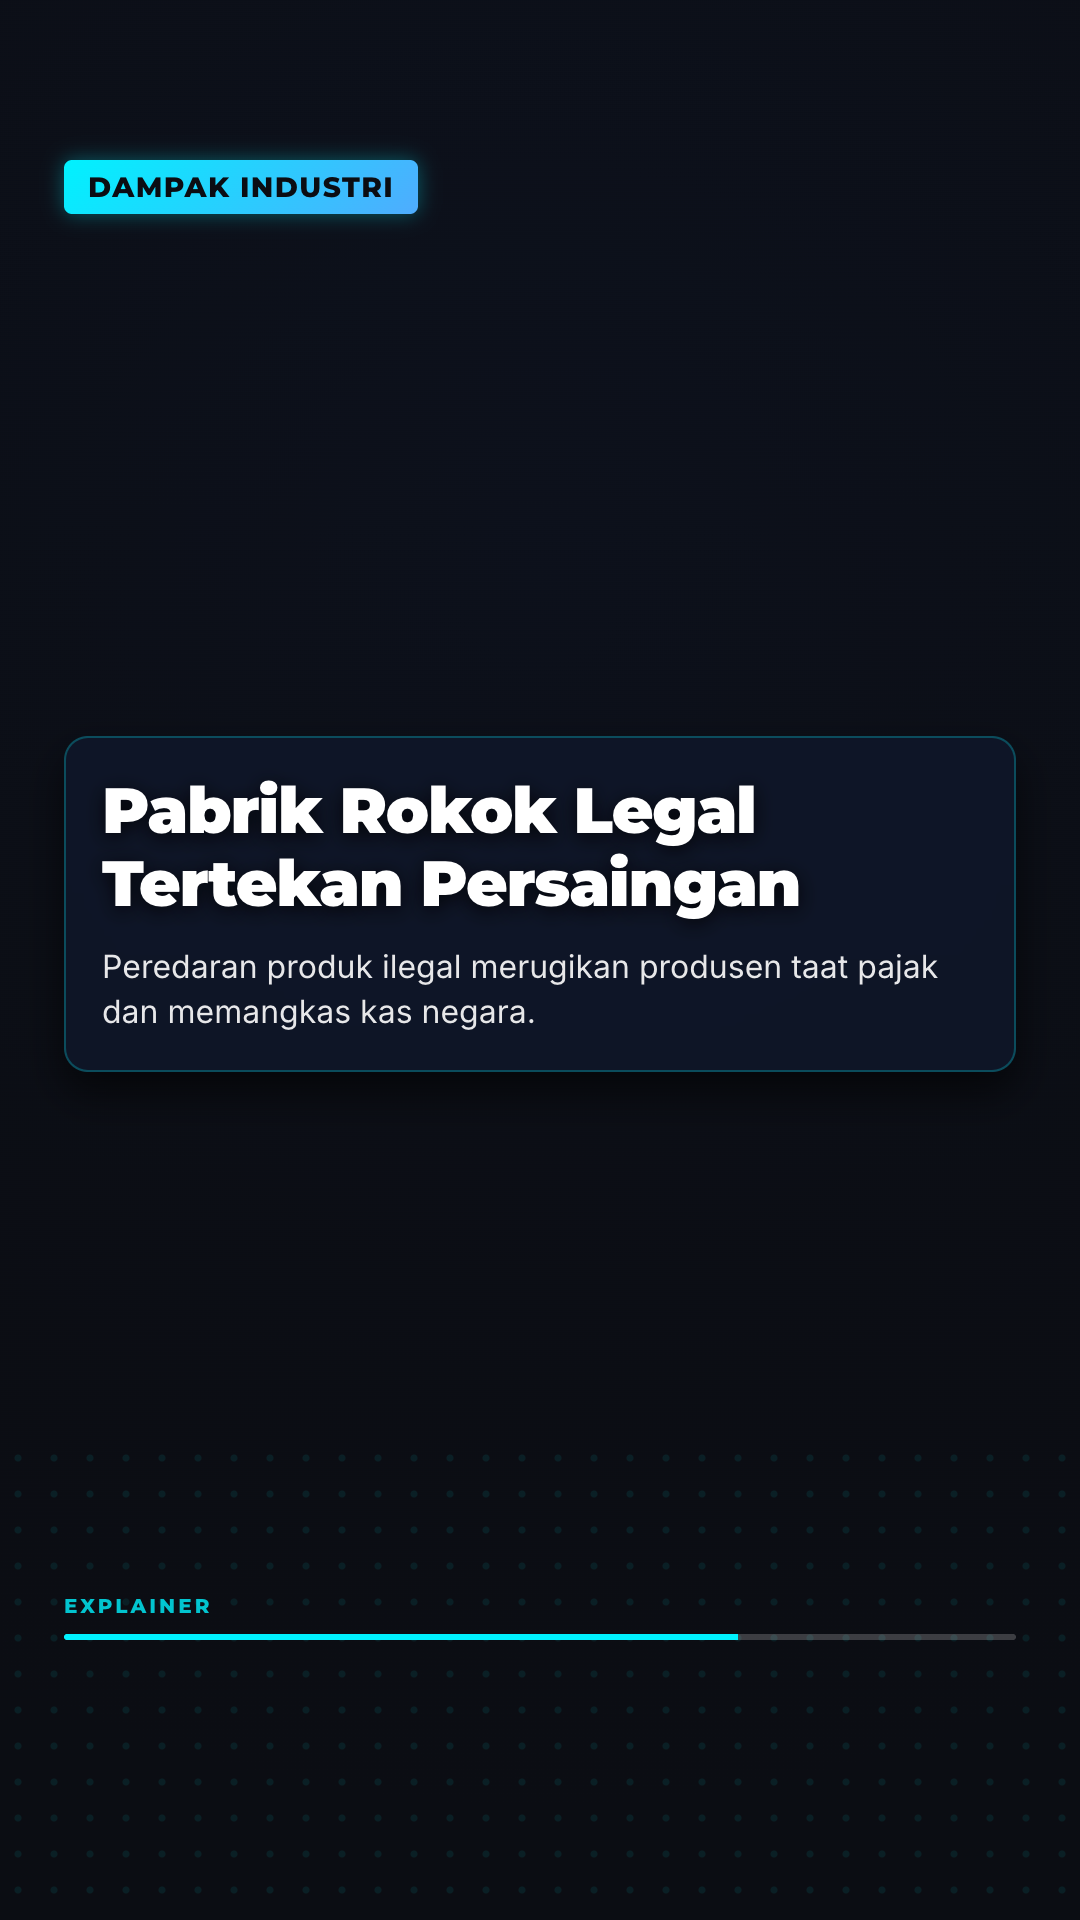 DAMPAK INDUSTRI
Pabrik Rokok Legal
Tertekan Persaingan
Peredaran produk ilegal merugikan produsen taat pajak
dan memangkas kas negara.
EXPLAINER